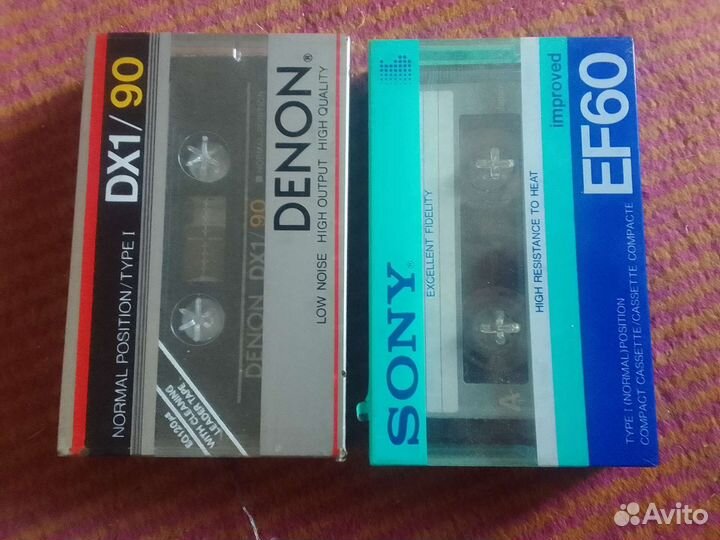 DX1/90
NORMAL POSITION/TYPE I
DENON DX1/90
EQ120µs
WITH CLEANING
LEADER TAPE
DENON®
LOW NOISE HIGH OUTPUT HIGH QUALITY
SONY®
EXCELLENT FIDELITY
A
HIGH RESISTANCE TO HEAT
improved
EF60
TYPE I (NORMAL) POSITION
COMPACT CASSETTE/CASSETTE COMPACTE
Avito